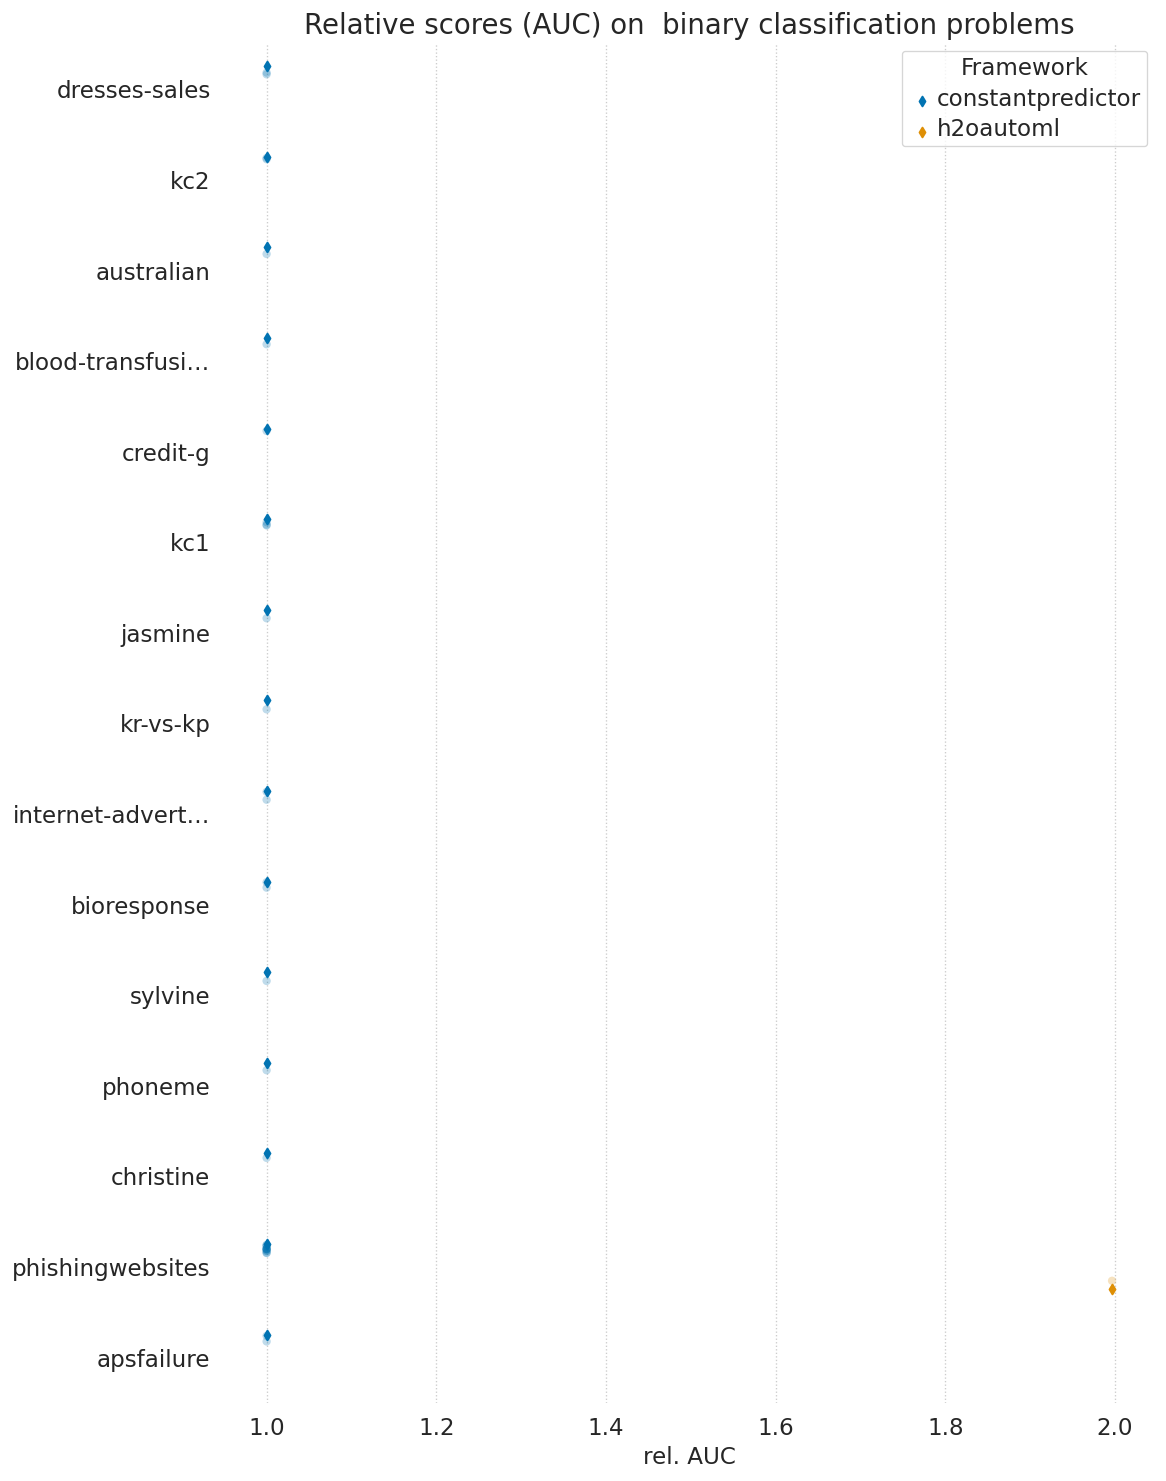 Relative scores (AUC) on  binary classification problems
Framework
constantpredictor
h2oautoml
dresses-sales
kc2
australian
blood-transfusi…
credit-g
kc1
jasmine
kr-vs-kp
internet-advert…
bioresponse
sylvine
phoneme
christine
phishingwebsites
apsfailure
1.0 1.2 1.4 1.6 1.8 2.0
rel. AUC